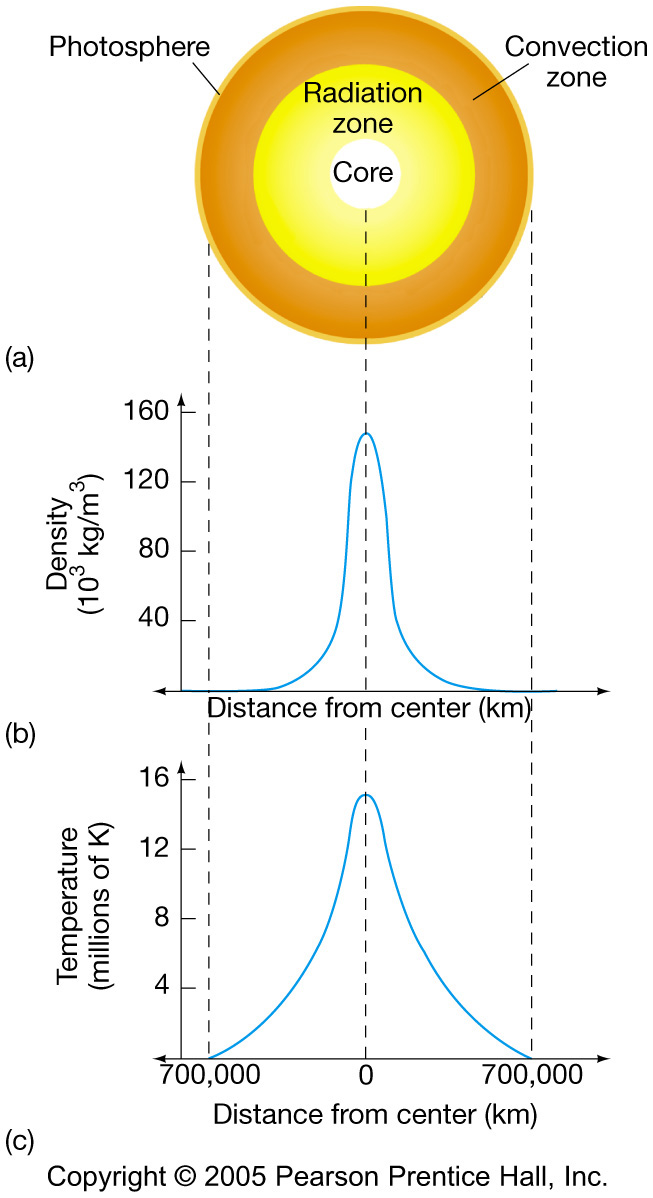 Photosphere
Convection
zone
Radiation
zone
Core
(a)
160
120
80
40
Density
(10³ kg/m³)
Distance from center (km)
(b)
16
12
8
4
Temperature
(millions of K)
700,000 0 700,000
Distance from center (km)
(c)
Copyright © 2005 Pearson Prentice Hall, Inc.